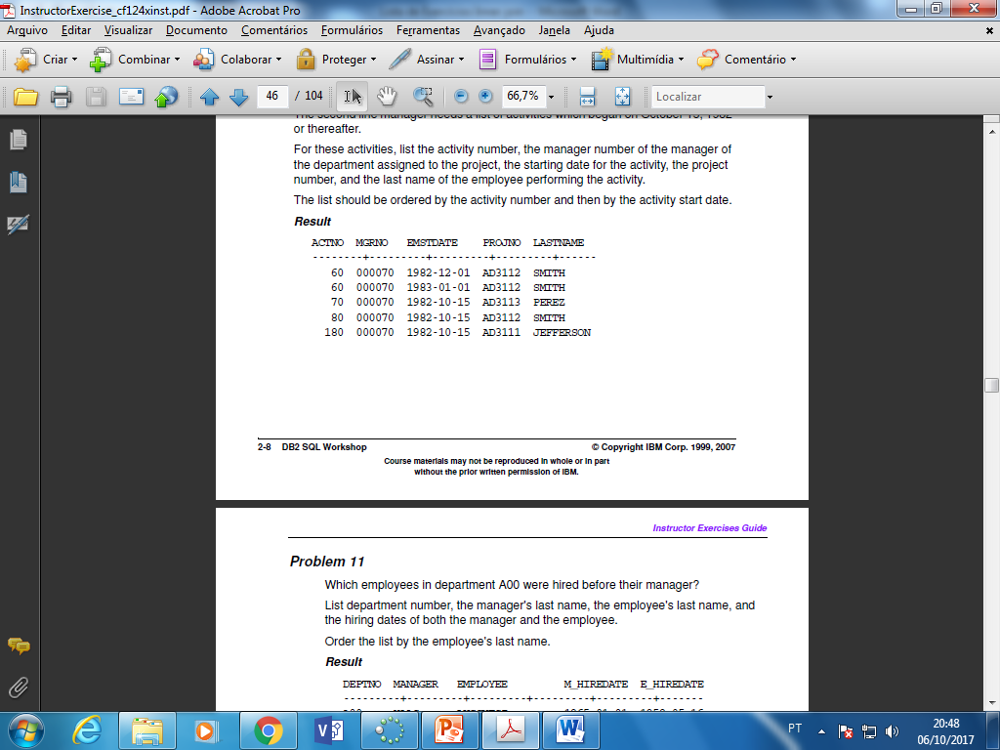 InstructorExercise_cf124xinst.pdf - Adobe Acrobat Pro
Arquivo Editar Visualizar Documento Comentários Formulários Ferramentas Avançado Janela Ajuda
Criar Combinar Colaborar Proteger Assinar Formulários Multimídia Comentário
46 / 104 66,7% Localizar
The second line manager needs a list of activities which began on October 15, 1982
or thereafter.
For these activities, list the activity number, the manager number of the manager of
the department assigned to the project, the starting date for the activity, the project
number, and the last name of the employee performing the activity.
The list should be ordered by the activity number and then by the activity start date.
Result
ACTNO MGRNO EMSTDATE PROJNO LASTNAME
--------+---------+---------+---------+------
60 000070 1982-12-01 AD3112 SMITH
60 000070 1983-01-01 AD3112 SMITH
70 000070 1982-10-15 AD3113 PEREZ
80 000070 1982-10-15 AD3112 SMITH
180 000070 1982-10-15 AD3111 JEFFERSON
2-8 DB2 SQL Workshop © Copyright IBM Corp. 1999, 2007
Course materials may not be reproduced in whole or in part
without the prior written permission of IBM.
Instructor Exercises Guide
Problem 11
Which employees in department A00 were hired before their manager?
List department number, the manager's last name, the employee's last name, and
the hiring dates of both the manager and the employee.
Order the list by the employee's last name.
Result
DEPTNO MANAGER EMPLOYEE M_HIREDATE E_HIREDATE
---------+---------+---------+---------+---------+-------
PT 20:48
06/10/2017